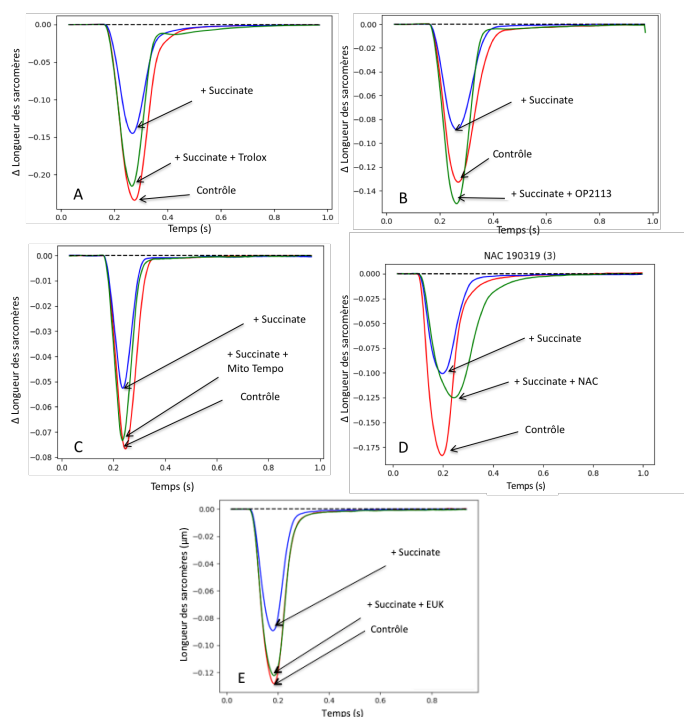 0.00
−0.05
−0.10
−0.15
−0.20
Δ Longueur des sarcomères
+ Succinate
+ Succinate + Trolox
Contrôle
A
0.0 0.2 0.4 0.6 0.8 1.0
Temps (s)
0.00
−0.02
−0.04
−0.06
−0.08
−0.10
−0.12
−0.14
Δ Longueur des sarcomères
+ Succinate
Contrôle
+ Succinate + OP2113
B
0.0 0.2 0.4 0.6 0.8 1.0
Temps (s)
0.00
−0.01
−0.02
−0.03
−0.04
−0.05
−0.06
−0.07
−0.08
Δ Longueur des sarcomères
+ Succinate
+ Succinate +
Mito Tempo
Contrôle
C
0.0 0.2 0.4 0.6 0.8 1.0
Temps (s)
NAC 190319 (3)
0.000
−0.025
−0.050
−0.075
−0.100
−0.125
−0.150
−0.175
Δ Longueur des sarcomères
+ Succinate
+ Succinate + NAC
Contrôle
D
0.0 0.2 0.4 0.6 0.8 1.0
Temps (s)
0.00
−0.02
−0.04
−0.06
−0.08
−0.10
−0.12
Longueur des sarcomères (µm)
+ Succinate
+ Succinate + EUK
Contrôle
E
0.0 0.2 0.4 0.6 0.8
Temps (s)